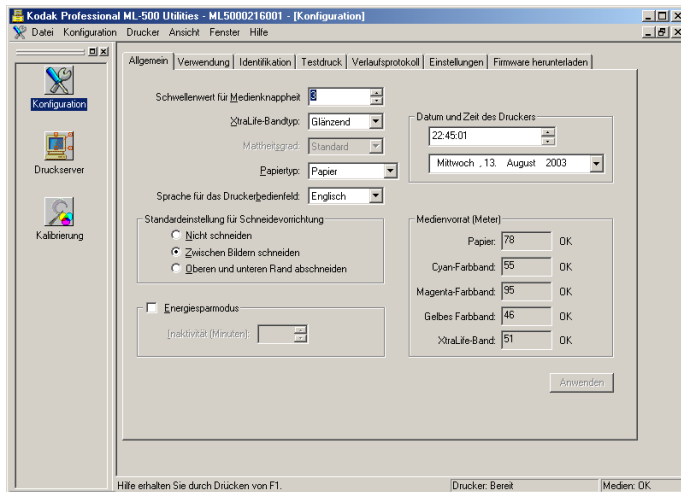 Kodak Professional ML-500 Utilities - ML5000216001 - [Konfiguration]
Datei Konfiguration Drucker Ansicht Fenster Hilfe
Konfiguration
Druckserver
Kalibrierung
Allgemein Verwendung Identifikation Testdruck Verlaufsprotokoll Einstellungen Firmware herunterladen
Schwellenwert für Medienknappheit 3
XtraLife-Bandtyp: Glänzend
Mattheitsgrad: Standard
Papiertyp: Papier
Sprache für das Druckerbedienfeld: Englisch
Datum und Zeit des Druckers
22:45:01
Mittwoch , 13. August 2003
Standardeinstellung für Schneidevorrichtung
Nicht schneiden
Zwischen Bildern schneiden
Oberen und unteren Rand abschneiden
Energiesparmodus
Inaktivität (Minuten):
Medienvorrat (Meter)
Papier: 78 OK
Cyan-Farbband: 55 OK
Magenta-Farbband: 95 OK
Gelbes Farbband: 46 OK
XtraLife-Band: 51 OK
Anwenden
Hilfe erhalten Sie durch Drücken von F1. Drucker: Bereit Medien: OK